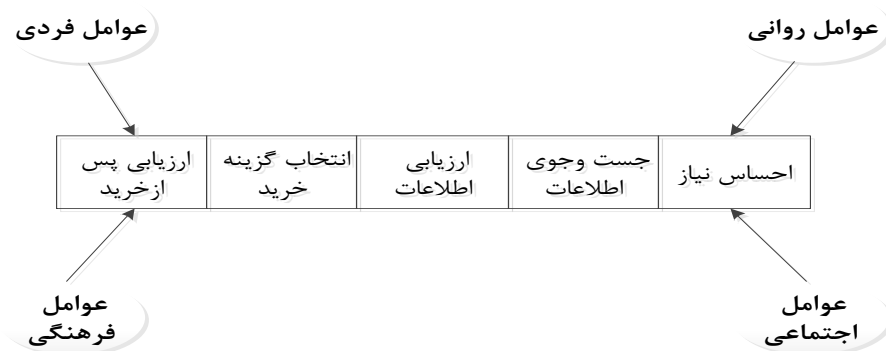 عوامل روانی
عوامل فردی
احساس نیاز
جست وجوی
اطلاعات
ارزیابی
اطلاعات
انتخاب گزینه
خرید
ارزیابی پس
ازخرید
عوامل
اجتماعی
عوامل
فرهنگی